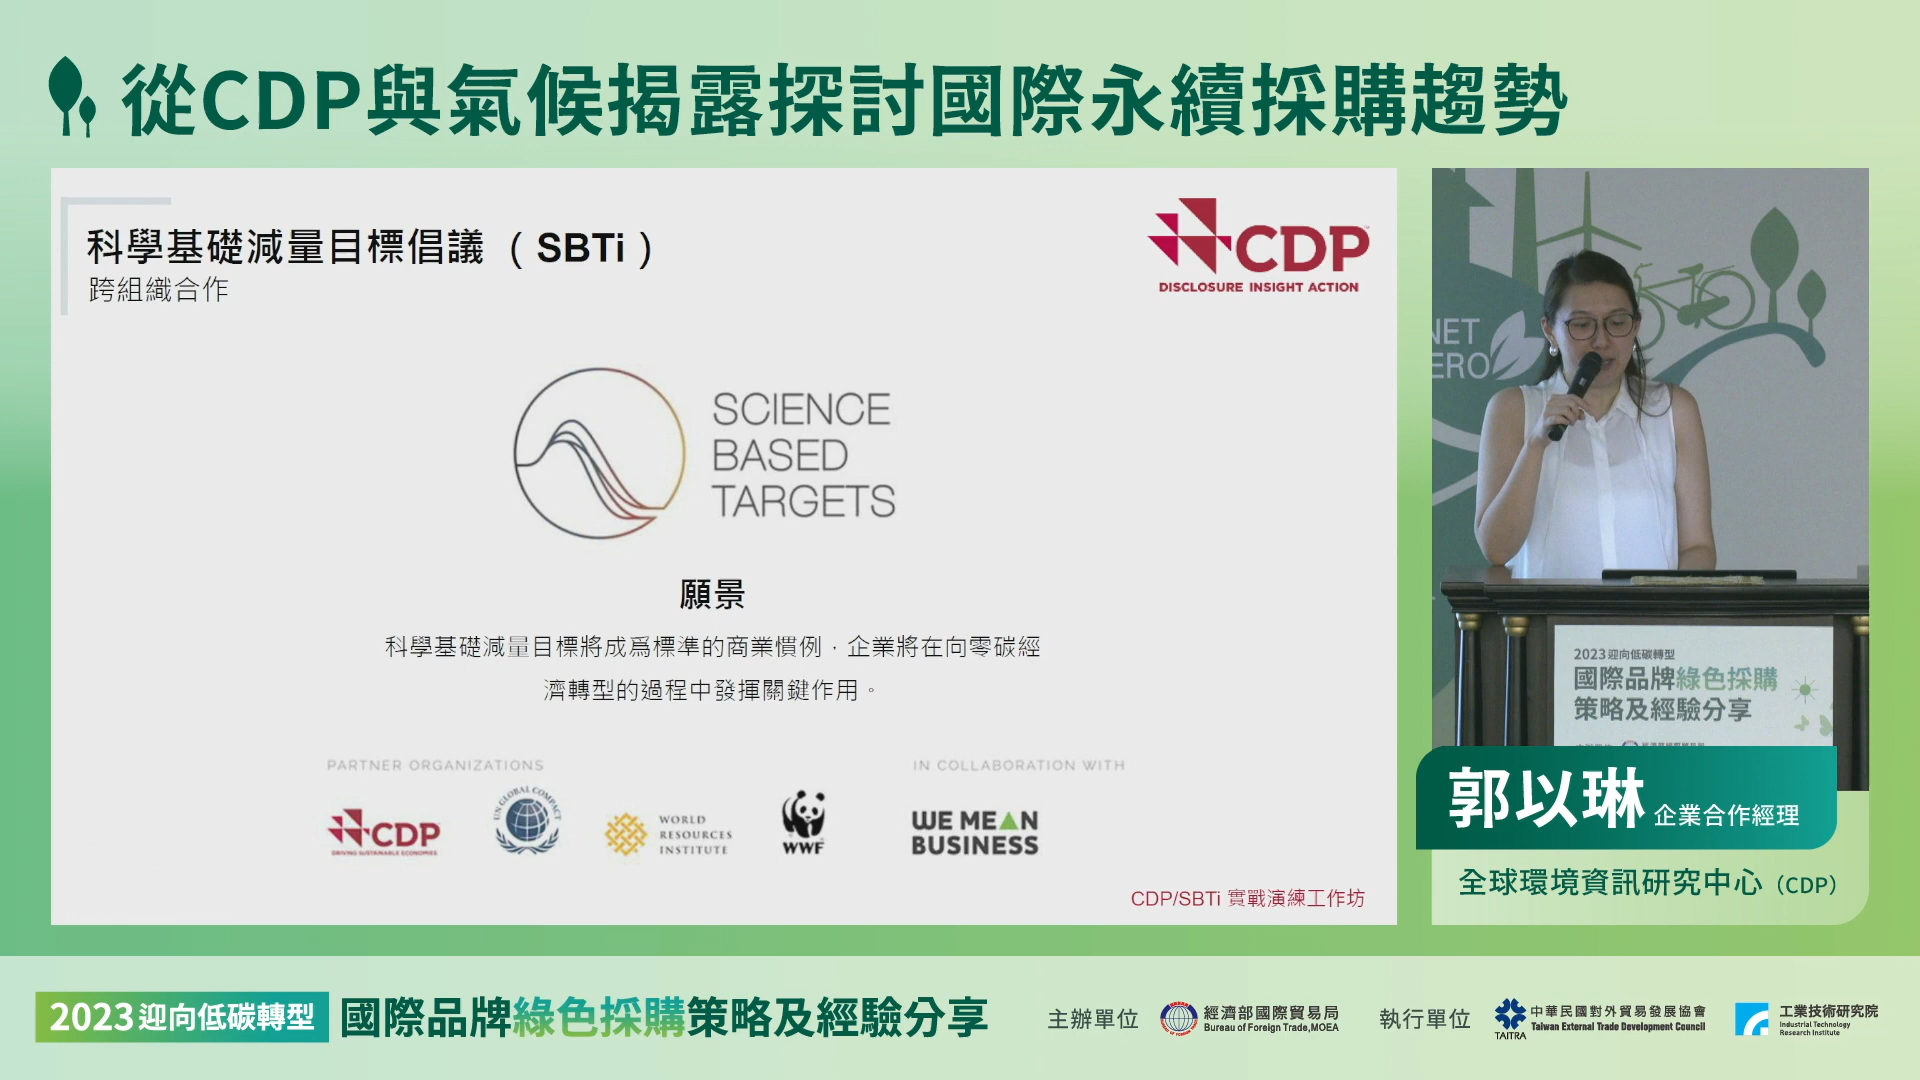 從CDP與氣候揭露探討國際永續採購趨勢
科學基礎減量目標倡議 (SBTi)
跨組織合作
CDP
DISCLOSURE INSIGHT ACTION
SCIENCE
BASED
TARGETS
願景
科學基礎減量目標將成爲標準的商業慣例，企業將在向零碳經
濟轉型的過程中發揮關鍵作用。
PARTNER ORGANIZATIONS
IN COLLABORATION WITH
CDP
DRIVING SUSTAINABLE ECONOMIES
UN GLOBAL COMPACT
WORLD
RESOURCES
INSTITUTE
WWF
WE MEAN
BUSINESS
CDP/SBTi 實戰演練工作坊
NET
ZERO
2023迎向低碳轉型
國際品牌綠色採購
策略及經驗分享
郭以琳 企業合作經理
全球環境資訊研究中心（CDP）
2023迎向低碳轉型 國際品牌綠色採購策略及經驗分享
主辦單位
經濟部國際貿易局
Bureau of Foreign Trade,MOEA
執行單位
TAITRA
中華民國對外貿易發展協會
Taiwan External Trade Development Council
工業技術研究院
Industrial Technology
Research Institute